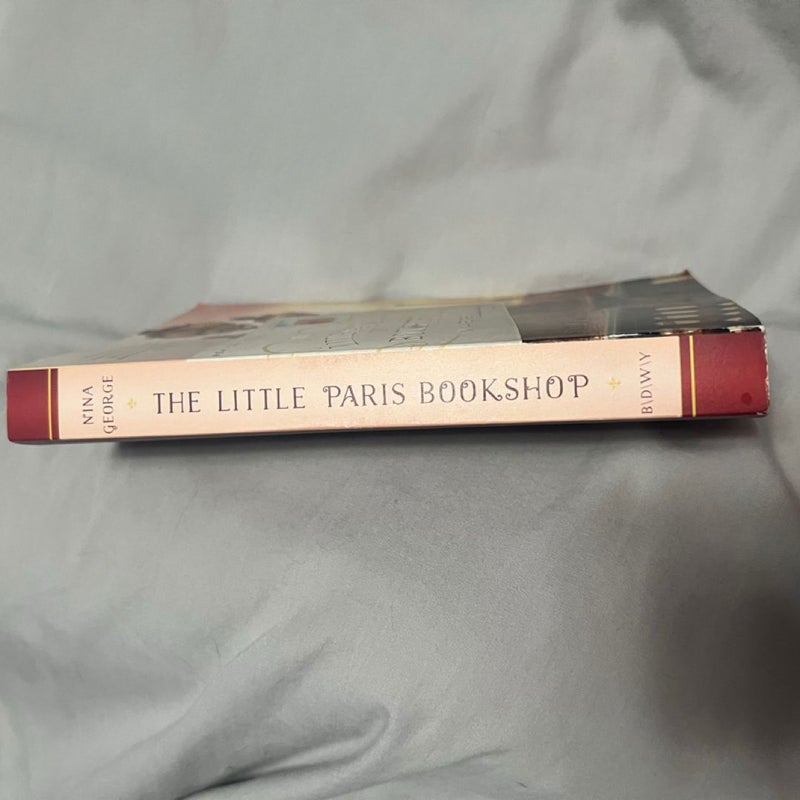 NINA
GEORGE
THE LITTLE PARIS BOOKSHOP
B\D\W\Y